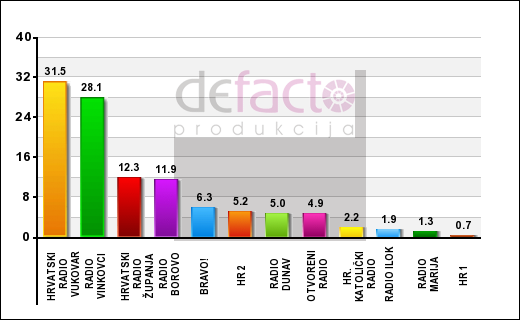 40
32
24
16
8
0
31.5
28.1
12.3
11.9
6.3
5.2
5.0
4.9
2.2
1.9
1.3
0.7
defacto
produkcija
HRVATSKI
RADIO
VUKOVAR
RADIO
VINKOVCI
HRVATSKI
RADIO
ŽUPANJA
RADIO
BOROVO
BRAVO!
HR 2
RADIO
DUNAV
OTVORENI
RADIO
HR.
KATOLIČKI
RADIO
RADIO ILOK
RADIO
MARIJA
HR 1